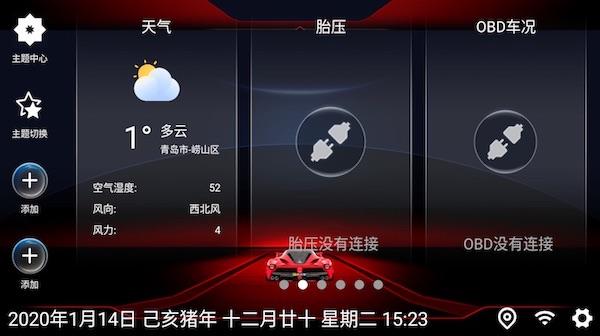 主题中心
主题切换
添加
添加
天气
1° 多云
青岛市-崂山区
空气湿度: 52
风向: 西北风
风力: 4
胎压
胎压没有连接
OBD车况
OBD没有连接
2020年1月14日 己亥猪年 十二月廿十 星期二 15:23